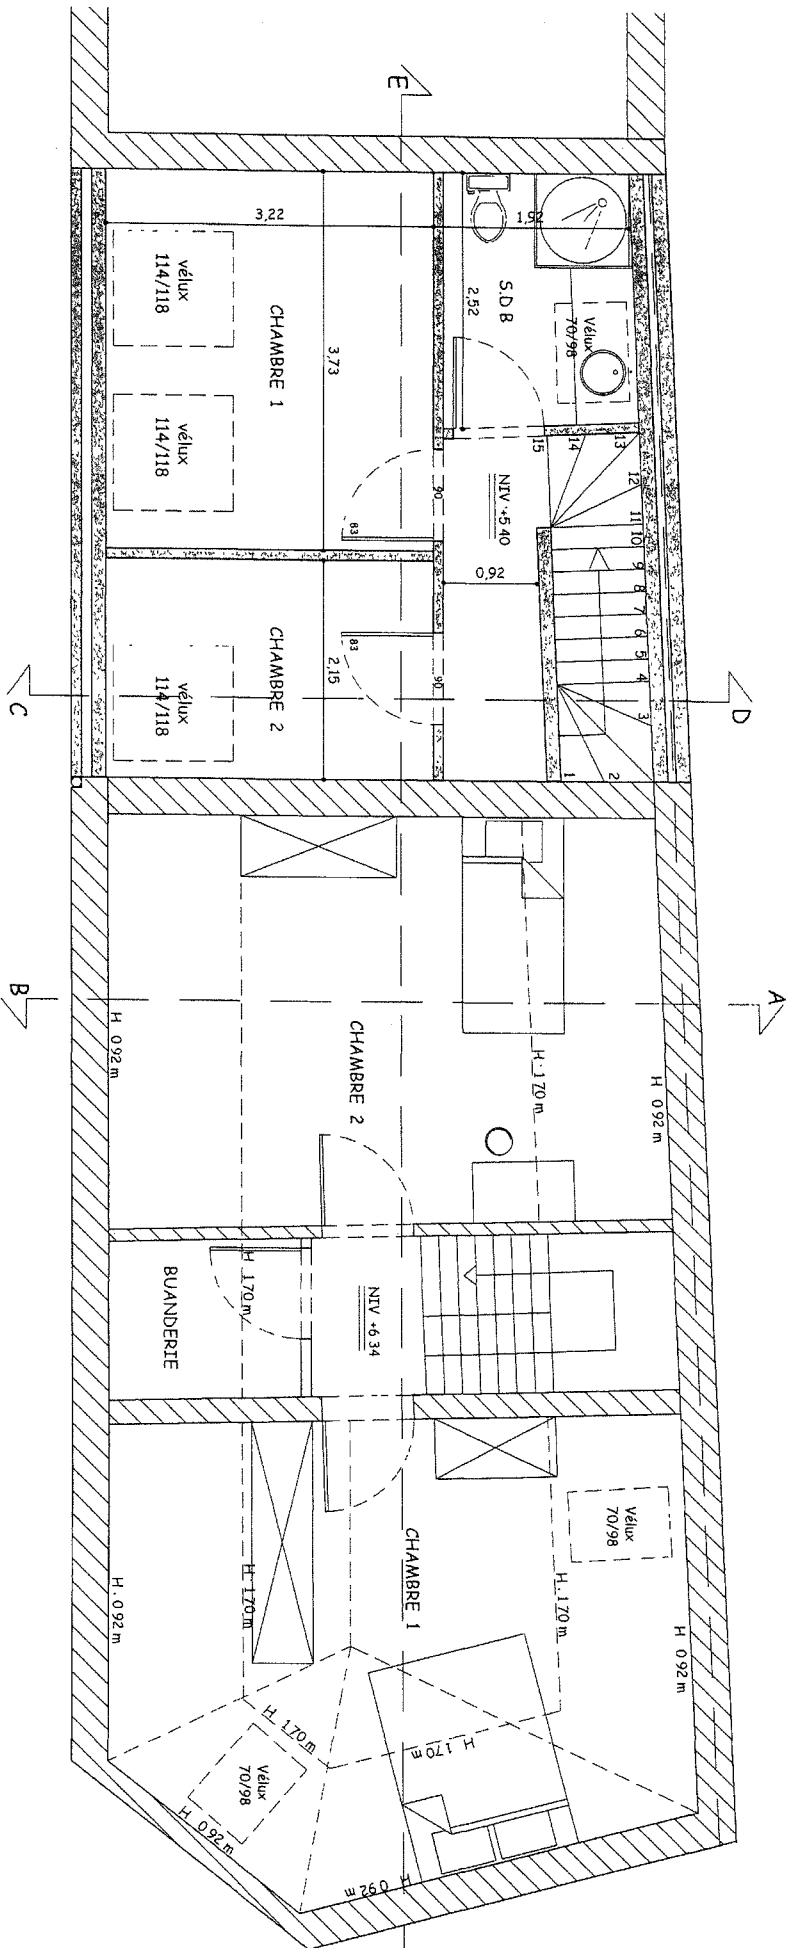 E
3,22
1,92
vélux
114/118
S.D B
2,52
Vélux
70/98
CHAMBRE 1
3,73
vélux
114/118
15
14
13
12
11
10
9
8
7
6
5
4
3
2
1
NIV +5 40
90
83
0,92
CHAMBRE 2
2,15
83
90
vélux
114/118
C
D
B
A
H 0 92 m
CHAMBRE 2
H . 1 70 m
H 0 92 m
BUANDERIE
H 1 70 m
NIV +6 34
Vélux
70/98
CHAMBRE 1
H . 0 92 m
H 1 70 m
H . 1 70 m
H 0 92 m
H 1 70 m
H 1 70 m
Vélux
70/98
H 0 92 m
H 0 92 m